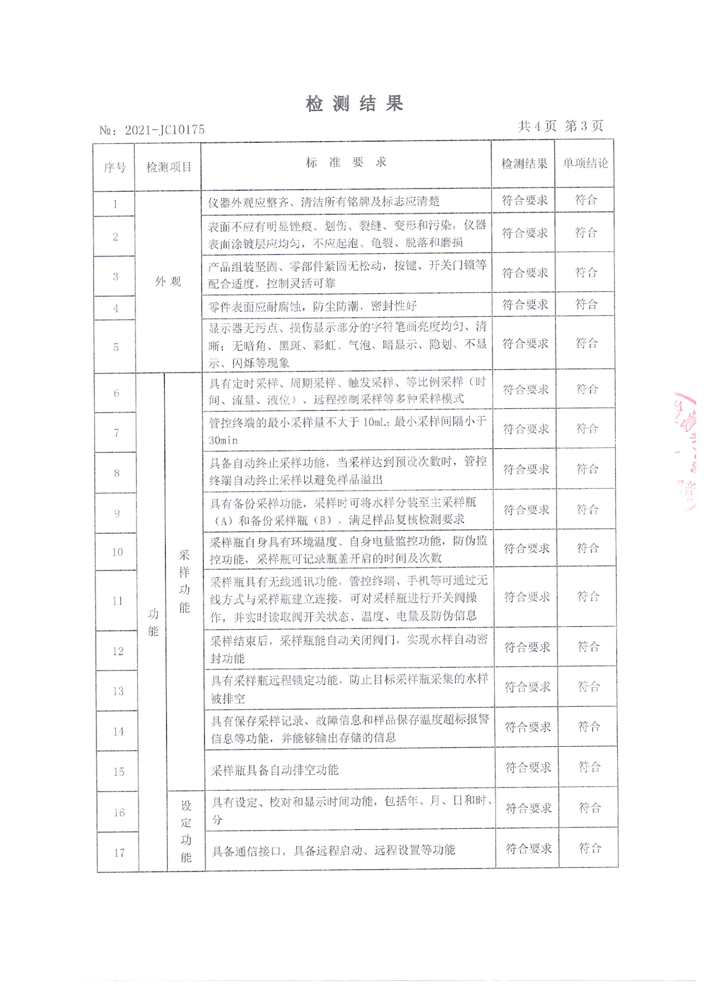 检测结果
№：2021-JC10175
共4页 第3页
序号 检测项目 标准要求 检测结果 单项结论
外观
1 仪器外观应整齐、清洁所有铭牌及标志应清楚 符合要求 符合
2 表面不应有明显锉痕、划伤、裂缝、变形和污染，仪器
表面涂镀层应均匀，不应起泡、龟裂、脱落和磨损 符合要求 符合
3 产品组装坚固、零部件紧固无松动，按键、开关门锁等
配合适度，控制灵活可靠 符合要求 符合
4 零件表面应耐腐蚀，防尘防潮，密封性好 符合要求 符合
5 显示器无污点、损伤显示部分的字符笔画亮度均匀、清
晰；无暗角、黑斑、彩虹、气泡、暗显示、隐划、不显
示、闪烁等现象 符合要求 符合
功能
采样功能
6 具有定时采样、周期采样、触发采样、等比例采样（时
间、流量、液位）、远程控制采样等多种采样模式 符合要求 符合
7 管控终端的最小采样量不大于10mL；最小采样间隔小于
30min 符合要求 符合
8 具备自动终止采样功能，当采样达到预设次数时，管控
终端自动终止采样以避免样品溢出 符合要求 符合
9 具有备份采样功能，采样时可将水样分装至主采样瓶
（A）和备份采样瓶（B），满足样品复核检测要求 符合要求 符合
10 采样瓶自身具有环境温度、自身电量监控功能，防伪监
控功能，采样瓶可记录瓶盖开启的时间及次数 符合要求 符合
11 采样瓶具有无线通讯功能，管控终端、手机等可通过无
线方式与采样瓶建立连接，可对采样瓶进行开关阀操
作，并实时读取阀开关状态、温度、电量及防伪信息 符合要求 符合
12 采样结束后，采样瓶能自动关闭阀门，实现水样自动密
封功能 符合要求 符合
13 具有采样瓶远程锁定功能，防止目标采样瓶采集的水样
被排空 符合要求 符合
14 具有保存采样记录、故障信息和样品保存温度超标报警
信息等功能，并能够输出存储的信息 符合要求 符合
15 采样瓶具备自动排空功能 符合要求 符合
设定功能
16 具有设定、校对和显示时间功能，包括年、月、日和时、
分 符合要求 符合
17 具备通信接口，具备远程启动、远程设置等功能 符合要求 符合